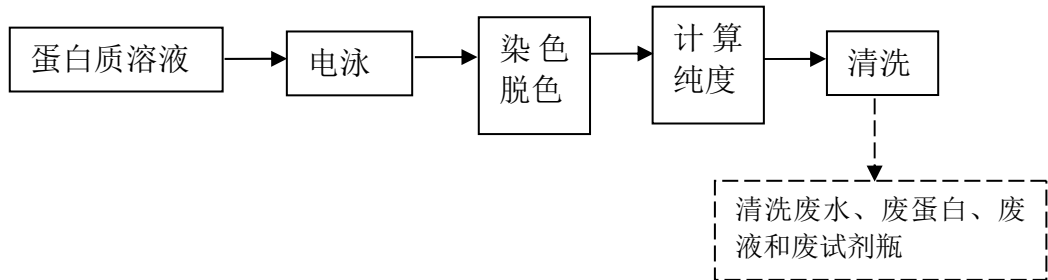 蛋白质溶液
电泳
染色
脱色
计算
纯度
清洗
清洗废水、废蛋白、废
液和废试剂瓶